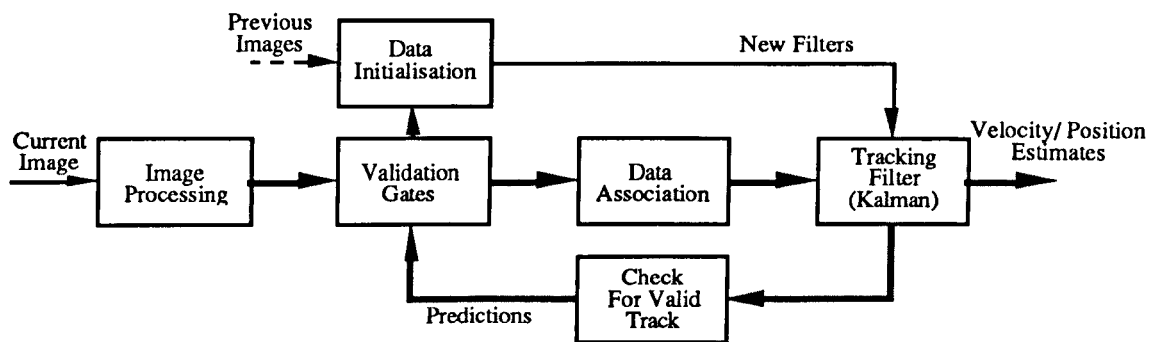 Previous
Images
Data
Initialisation
New Filters
Current
Image
Image
Processing
Validation
Gates
Data
Association
Tracking
Filter
(Kalman)
Velocity/ Position
Estimates
Check
For Valid
Track
Predictions